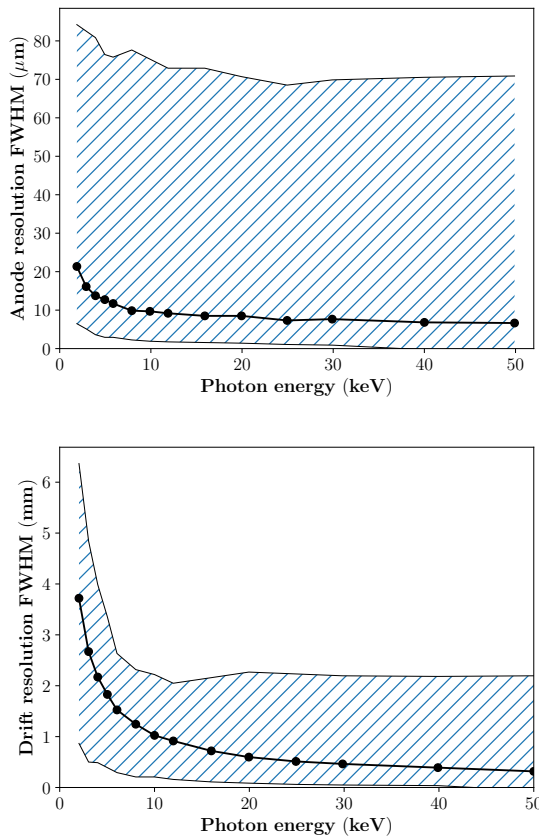 Anode resolution FWHM (μm)
80
70
60
50
40
30
20
10
0
0 10 20 30 40 50
Photon energy (keV)
Drift resolution FWHM (mm)
6
5
4
3
2
1
0
0 10 20 30 40 50
Photon energy (keV)